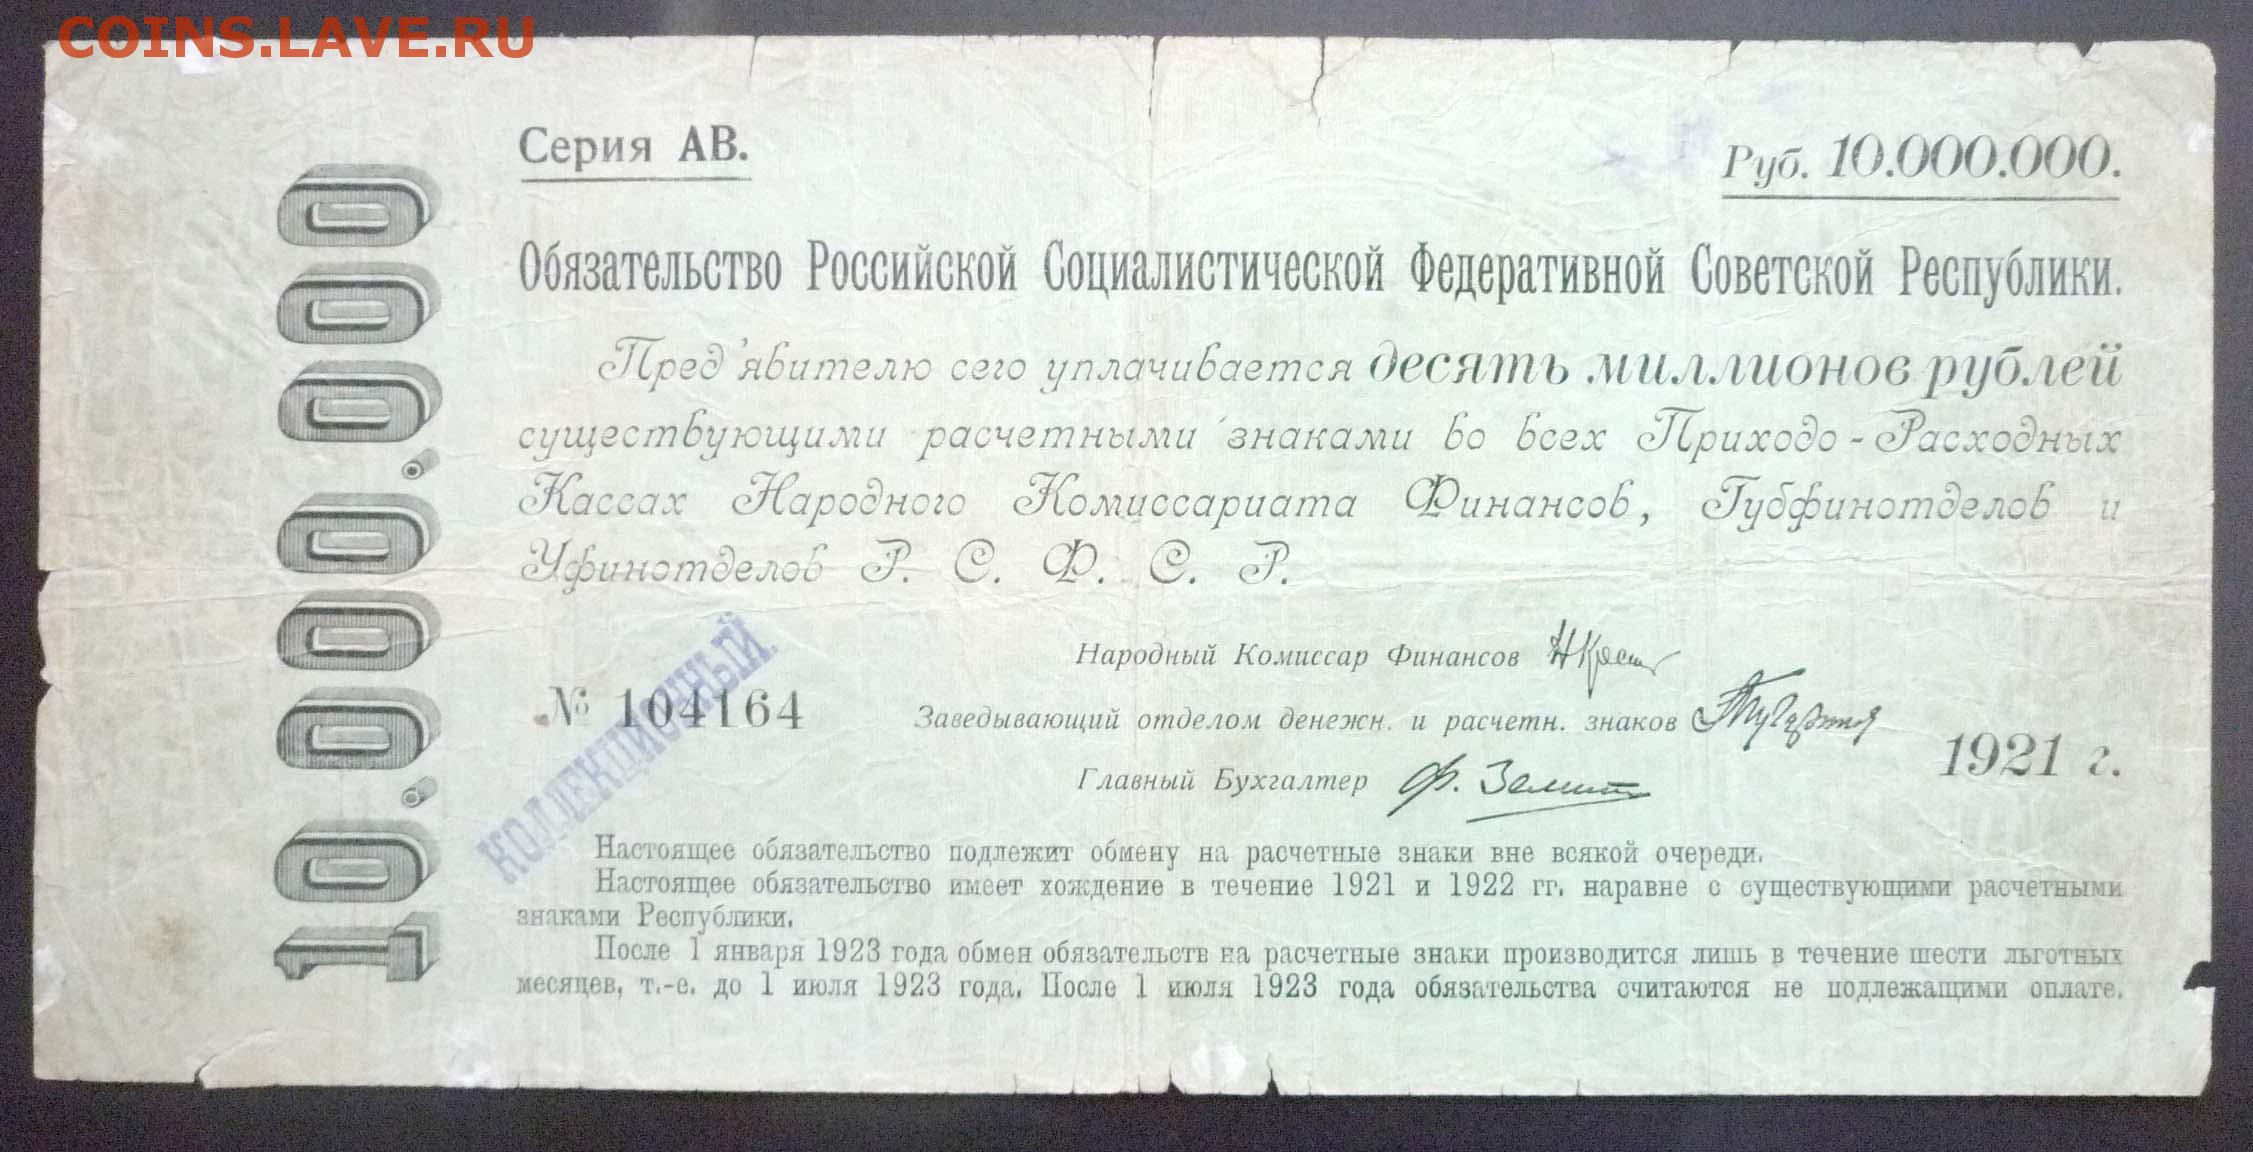 COINS.LAVE.RU
Серия АВ.
Руб. 10.000.000.
10.000.000
Обязательство Российской Социалистической Федеративной Советской Республики.
Пред'явителю сего уплачивается десять миллионов рублей
существующими расчетными знаками во всех Приходо-Расходных
Кассах Народного Комиссариата Финансов, Губфинотделов и
Уфинотделов Р. С. Ф. С. Р.
Народный Комиссар Финансов
№ 104164
КОЛЛЕКЦИОННЫЙ.
Заведывающий отделом денежн. и расчетн. знаков
1921 г.
Главный Бухгалтер Ф.
Настоящее обязательство подлежит обмену на расчетные знаки вне всякой очереди.
Настоящее обязательство имеет хождение в течение 1921 и 1922 гг. наравне с существующими расчетными
знаками Республики.
После 1 января 1923 года обмен обязательств на расчетные знаки производится лишь в течение шести льготных
месяцев, т.-е. до 1 июля 1923 года. После 1 июля 1923 года обязательства считаются не подлежащими оплате.